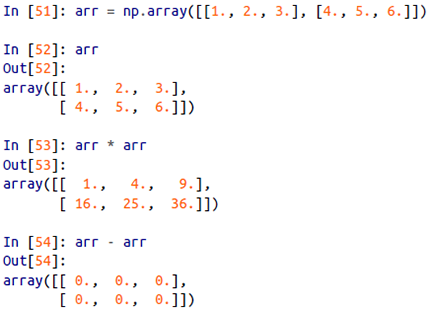 In [51]: arr = np.array([[1., 2., 3.], [4., 5., 6.]])
In [52]: arr
Out[52]:
array([[ 1.,  2.,  3.],
       [ 4.,  5.,  6.]])
In [53]: arr * arr
Out[53]:
array([[  1.,   4.,   9.],
       [ 16.,  25.,  36.]])
In [54]: arr - arr
Out[54]:
array([[ 0.,  0.,  0.],
       [ 0.,  0.,  0.]])